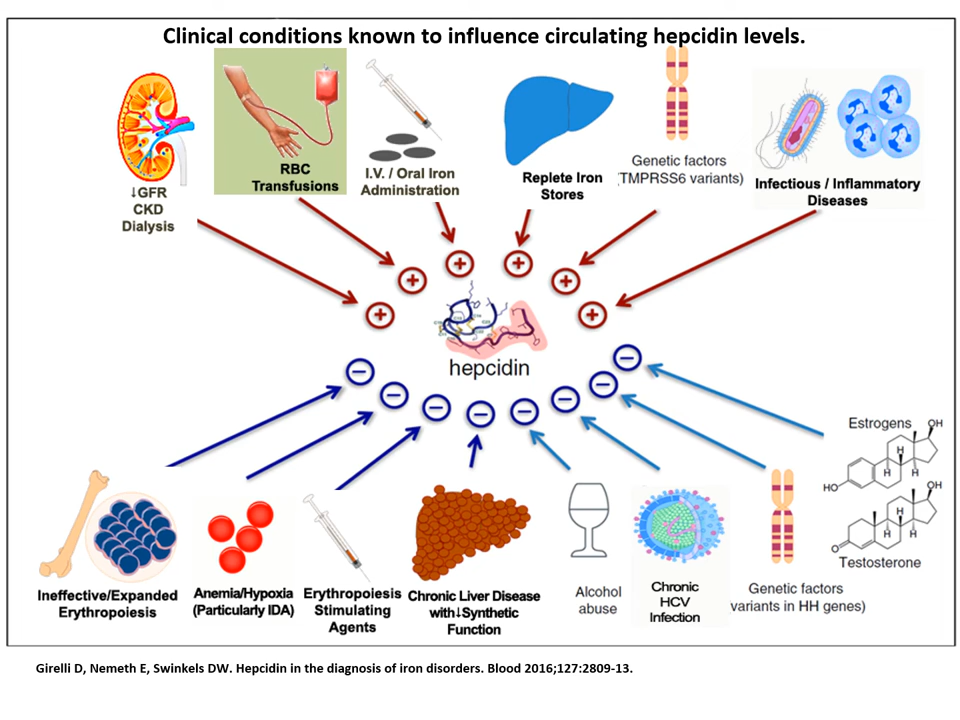 Clinical conditions known to influence circulating hepcidin levels.
↓GFR
CKD
Dialysis
RBC
Transfusions
I.V. / Oral Iron
Administration
Replete Iron
Stores
Genetic factors
(TMPRSS6 variants)
Infectious / Inflammatory
Diseases
+
+
+
+
+
+
hepcidin
−
−
−
−
−
−
−
−
Ineffective/Expanded
Erythropoiesis
Anemia/Hypoxia
(Particularly IDA)
Erythropoiesis
Stimulating
Agents
Chronic Liver Disease
with↓Synthetic
Function
Alcohol
abuse
Chronic
HCV
Infection
Genetic factors
variants in HH genes)
Estrogens
OH
H
H
H
HO
OH
H
H
H
O
Testosterone
Girelli D, Nemeth E, Swinkels DW. Hepcidin in the diagnosis of iron disorders. Blood 2016;127:2809-13.